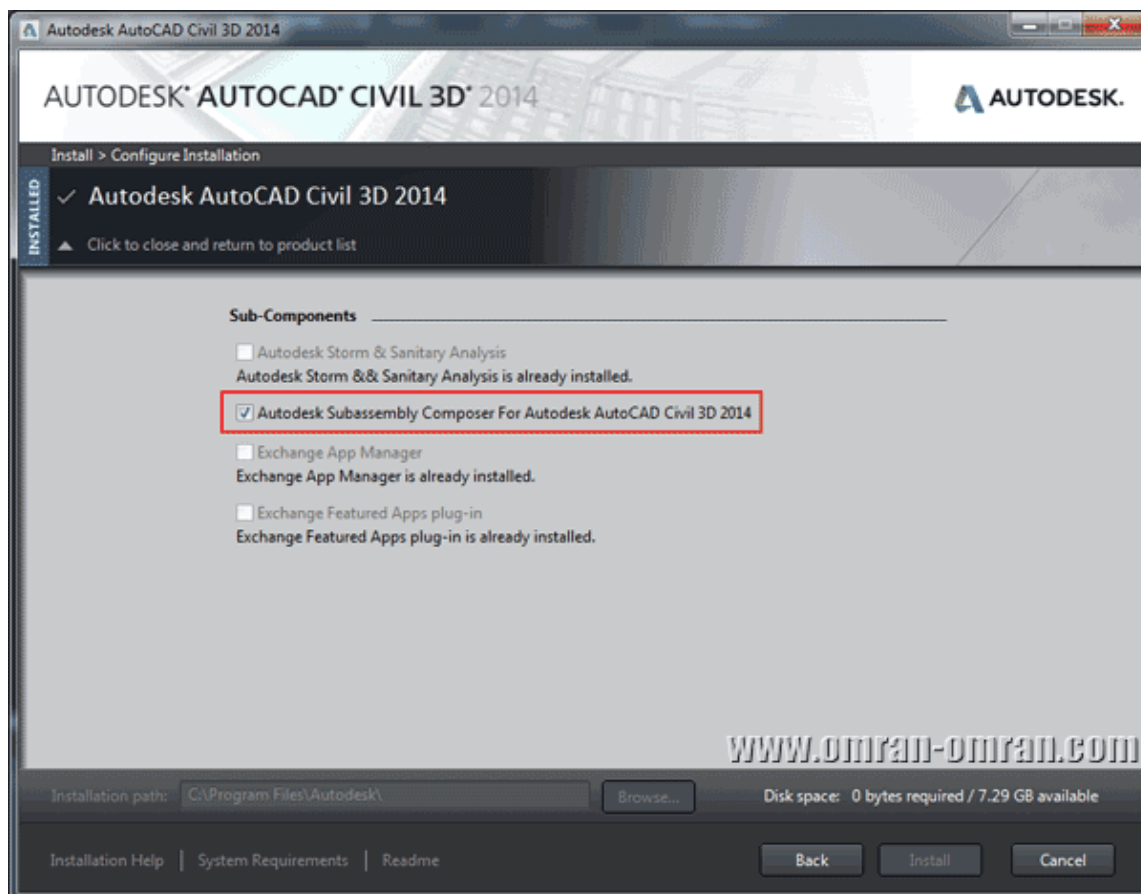 Autodesk AutoCAD Civil 3D 2014
AUTODESK® AUTOCAD® CIVIL 3D® 2014
AUTODESK.
Install > Configure Installation
INSTALLED
Autodesk AutoCAD Civil 3D 2014
Click to close and return to product list
Sub-Components
Autodesk Storm & Sanitary Analysis
Autodesk Storm && Sanitary Analysis is already installed.
Autodesk Subassembly Composer For Autodesk AutoCAD Civil 3D 2014
Exchange App Manager
Exchange App Manager is already installed.
Exchange Featured Apps plug-in
Exchange Featured Apps plug-in is already installed.
www.omran-omran.com
Installation path: C:\Program Files\Autodesk\ Browse... Disk space: 0 bytes required / 7.29 GB available
Installation Help | System Requirements | Readme Back Install Cancel